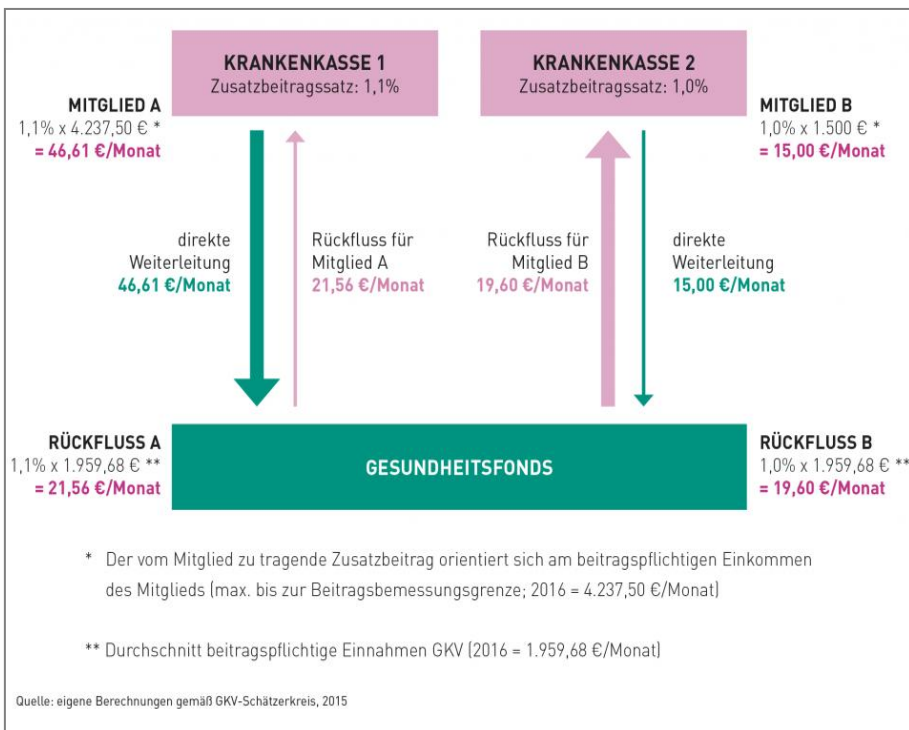 KRANKENKASSE 1
Zusatzbeitragssatz: 1,1%
KRANKENKASSE 2
Zusatzbeitragssatz: 1,0%
MITGLIED A
1,1% x 4.237,50 € *
= 46,61 €/Monat
MITGLIED B
1,0% x 1.500 € *
= 15,00 €/Monat
direkte
Weiterleitung
46,61 €/Monat
Rückfluss für
Mitglied A
21,56 €/Monat
Rückfluss für
Mitglied B
19,60 €/Monat
direkte
Weiterleitung
15,00 €/Monat
RÜCKFLUSS A
1,1% x 1.959,68 € **
= 21,56 €/Monat
GESUNDHEITSFONDS
RÜCKFLUSS B
1,0% x 1.959,68 € **
= 19,60 €/Monat
* Der vom Mitglied zu tragende Zusatzbeitrag orientiert sich am beitragspflichtigen Einkommen
des Mitglieds (max. bis zur Beitragsbemessungsgrenze; 2016 = 4.237,50 €/Monat)
** Durchschnitt beitragspflichtige Einnahmen GKV (2016 = 1.959,68 €/Monat)
Quelle: eigene Berechnungen gemäß GKV-Schätzerkreis, 2015